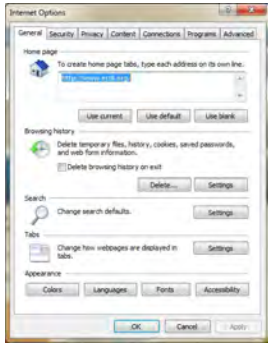 Internet Options
General Security Privacy Content Connections Programs Advanced
Home page
To create home page tabs, type each address on its own line.
Use current Use default Use blank
Browsing history
Delete temporary files, history, cookies, saved passwords,
and web form information.
Delete browsing history on exit
Delete... Settings
Search
Change search defaults.
Settings
Tabs
Change how webpages are displayed in
tabs.
Settings
Appearance
Colors Languages Fonts Accessibility
OK Cancel Apply